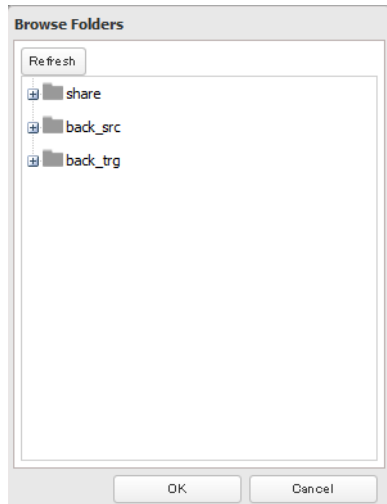 Browse Folders
Refresh
share
back_src
back_trg
OK
Cancel